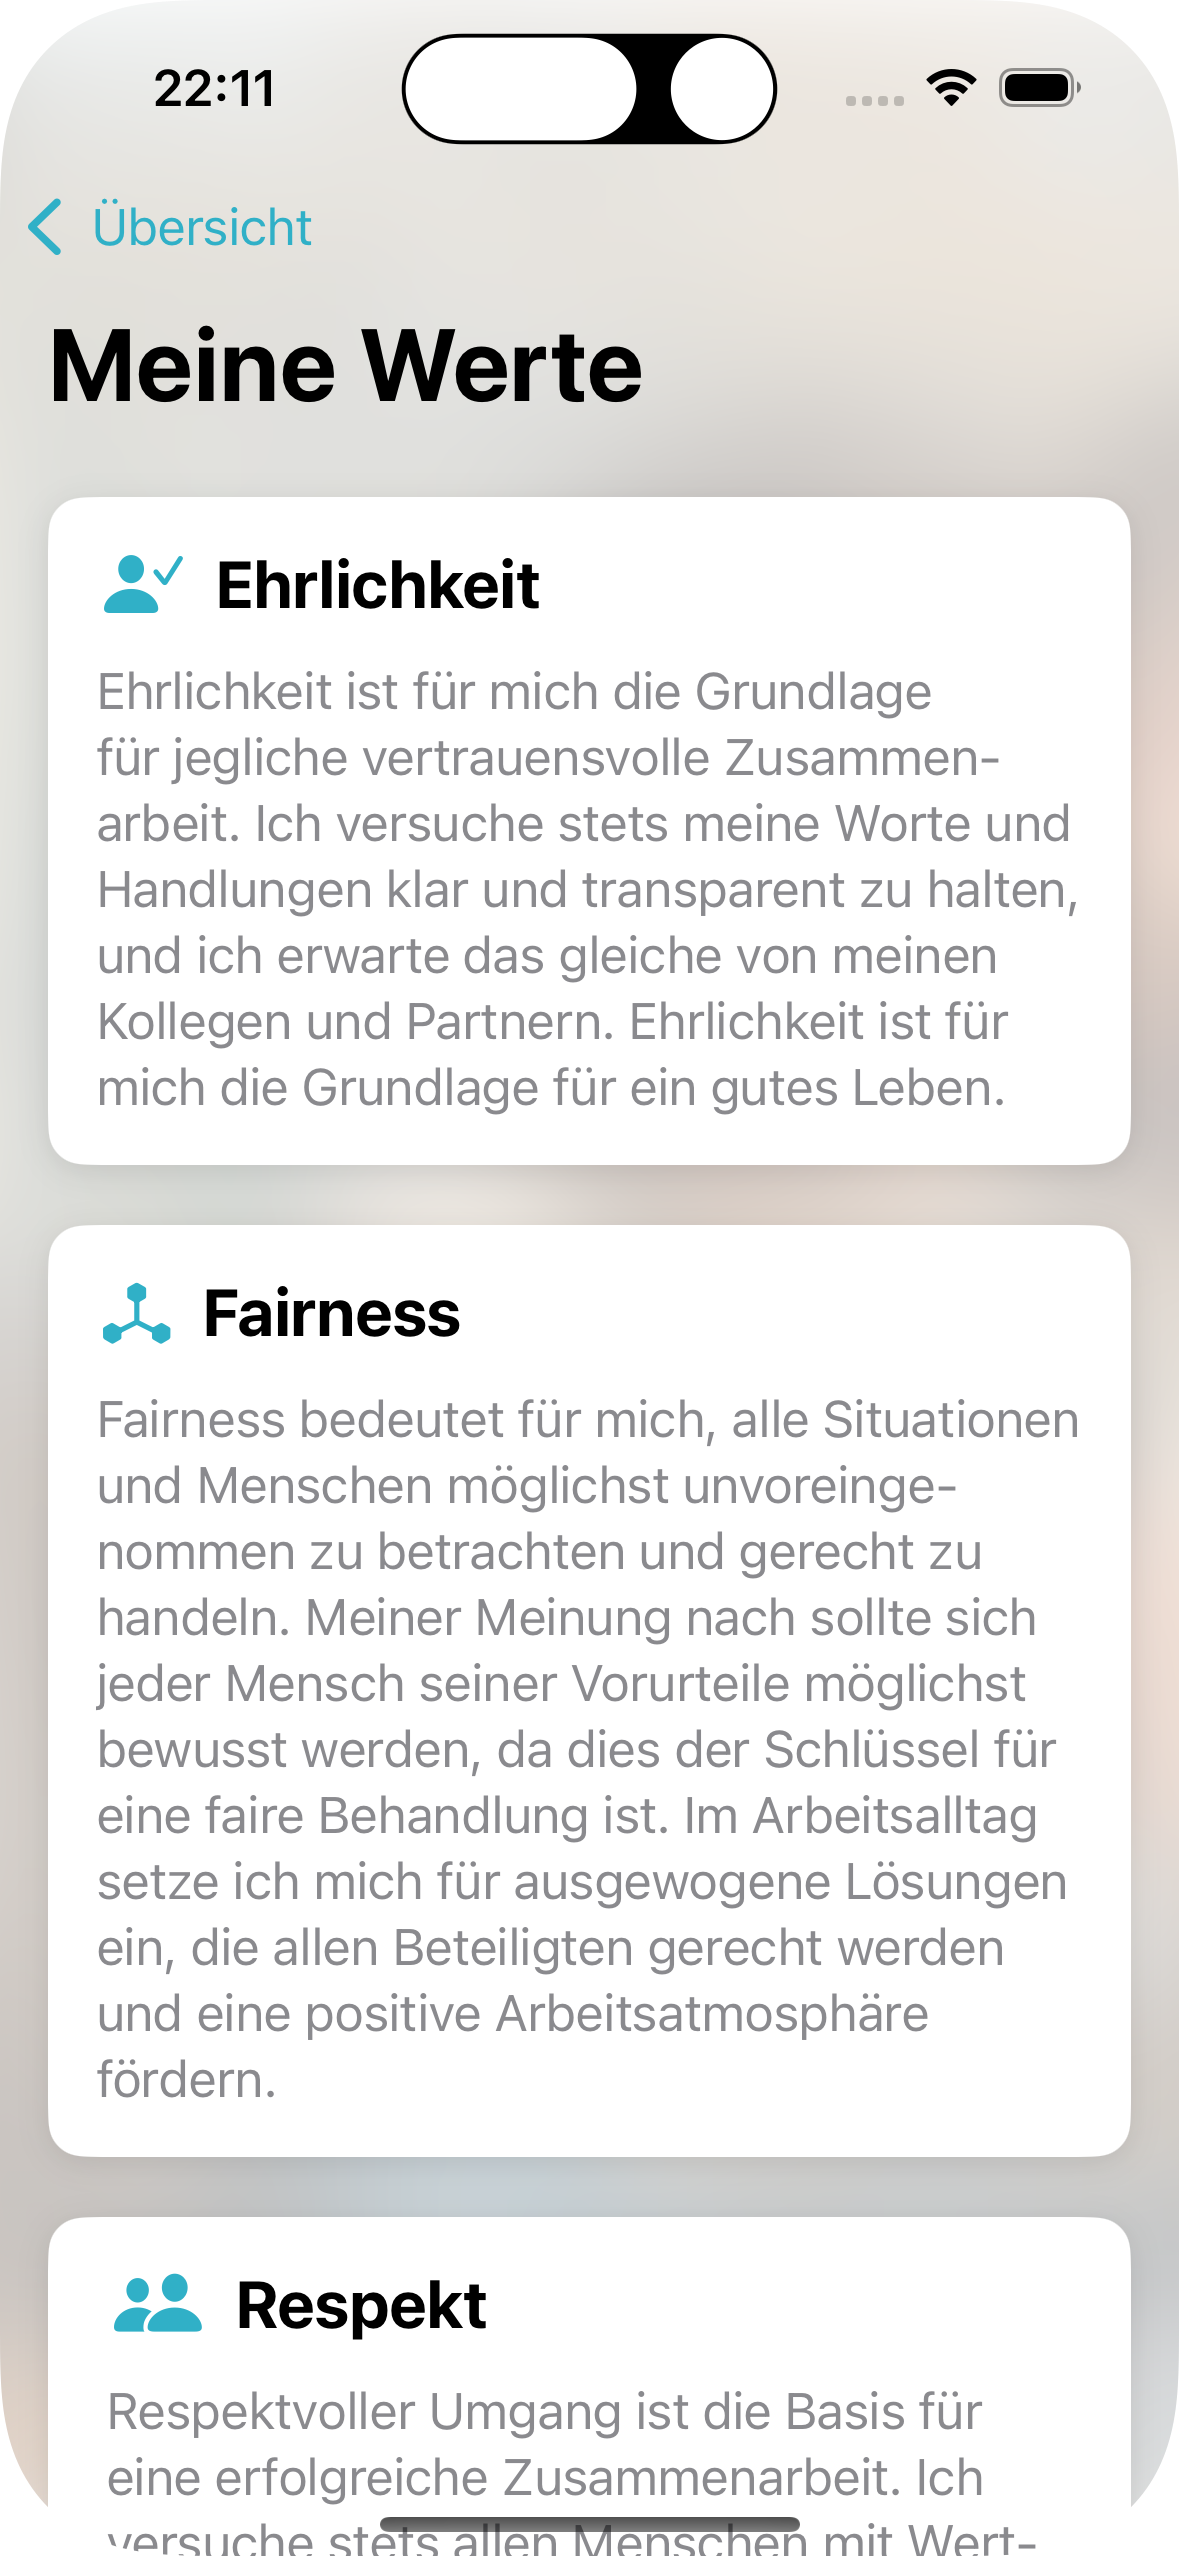 22:11
Übersicht
Meine Werte
Ehrlichkeit
Ehrlichkeit ist für mich die Grundlage
für jegliche vertrauensvolle Zusammen-
arbeit. Ich versuche stets meine Worte und
Handlungen klar und transparent zu halten,
und ich erwarte das gleiche von meinen
Kollegen und Partnern. Ehrlichkeit ist für
mich die Grundlage für ein gutes Leben.
Fairness
Fairness bedeutet für mich, alle Situationen
und Menschen möglichst unvoreinge-
nommen zu betrachten und gerecht zu
handeln. Meiner Meinung nach sollte sich
jeder Mensch seiner Vorurteile möglichst
bewusst werden, da dies der Schlüssel für
eine faire Behandlung ist. Im Arbeitsalltag
setze ich mich für ausgewogene Lösungen
ein, die allen Beteiligten gerecht werden
und eine positive Arbeitsatmosphäre
fördern.
Respekt
Respektvoller Umgang ist die Basis für
eine erfolgreiche Zusammenarbeit. Ich
versuche stets allen Menschen mit Wert-